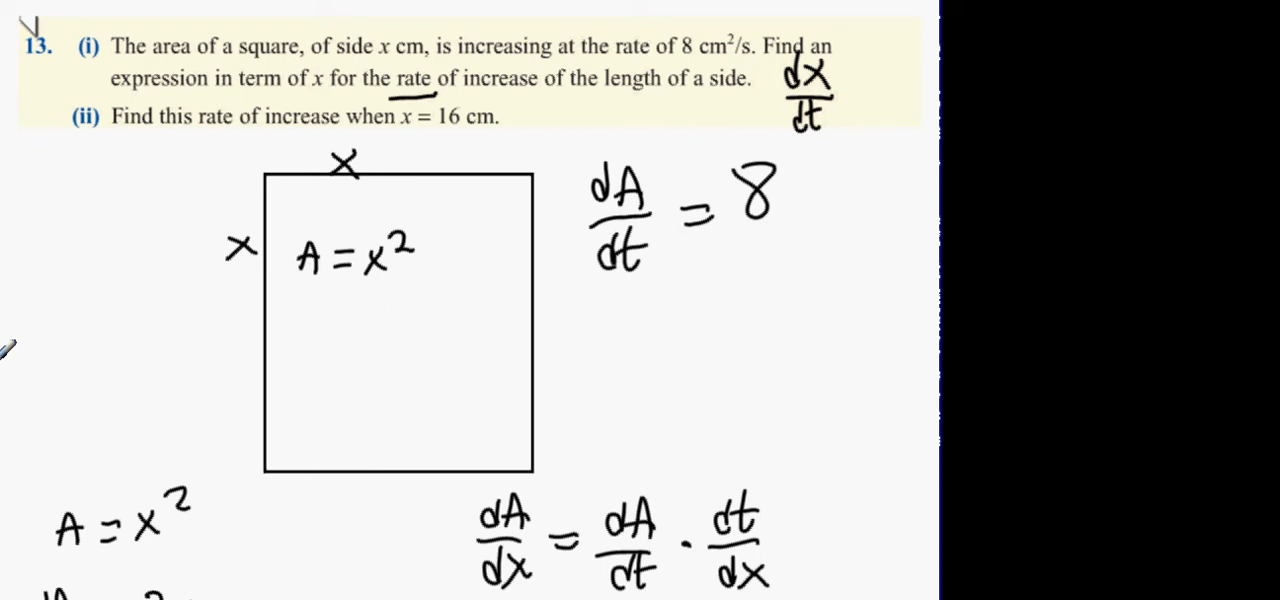 13. (i) The area of a square, of side x cm, is increasing at the rate of 8 cm²/s. Find an
expression in term of x for the rate of increase of the length of a side.
dx/dt
(ii) Find this rate of increase when x = 16 cm.
x
dA/dt = 8
x
A = x²
A = x²
dA/dx = dA/dt · dt/dx